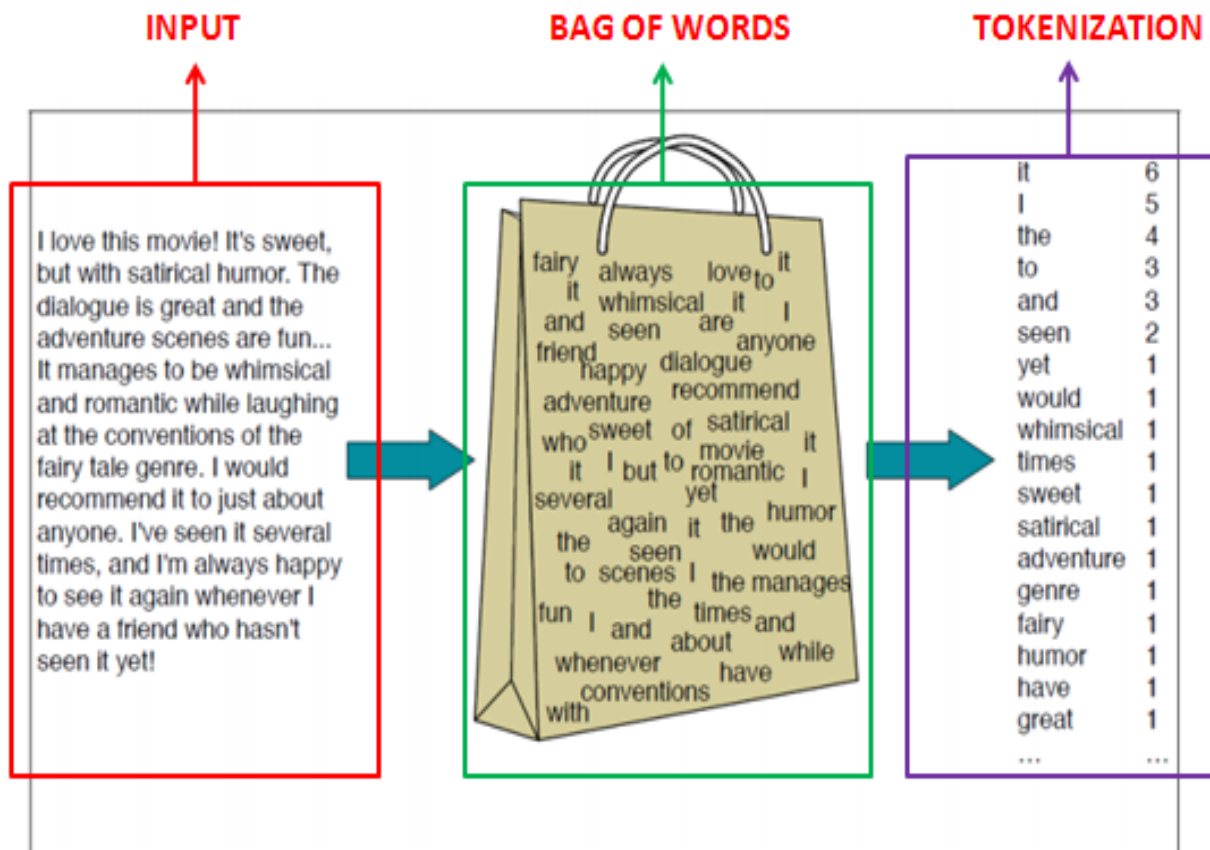 INPUT
BAG OF WORDS
TOKENIZATION
I love this movie! It's sweet,
but with satirical humor. The
dialogue is great and the
adventure scenes are fun...
It manages to be whimsical
and romantic while laughing
at the conventions of the
fairy tale genre. I would
recommend it to just about
anyone. I've seen it several
times, and I'm always happy
to see it again whenever I
have a friend who hasn't
seen it yet!
fairy always love to it
it whimsical it I
and seen are anyone
friend happy dialogue
adventure recommend
who sweet of satirical
it I but to movie romantic it I
several yet
again it the humor
the seen would
to scenes I the manages
fun I and the times and
about while
whenever have
conventions
with
it 6
I 5
the 4
to 3
and 3
seen 2
yet 1
would 1
whimsical 1
times 1
sweet 1
satirical 1
adventure 1
genre 1
fairy 1
humor 1
have 1
great 1
... ...